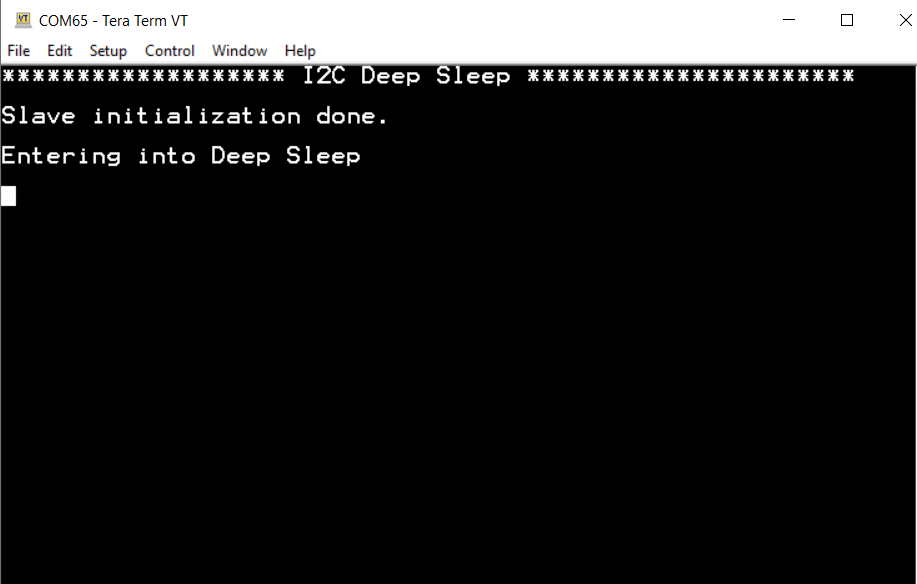 COM65 - Tera Term VT
File Edit Setup Control Window Help
******************* I2C Deep Sleep **********************
Slave initialization done.
Entering into Deep Sleep